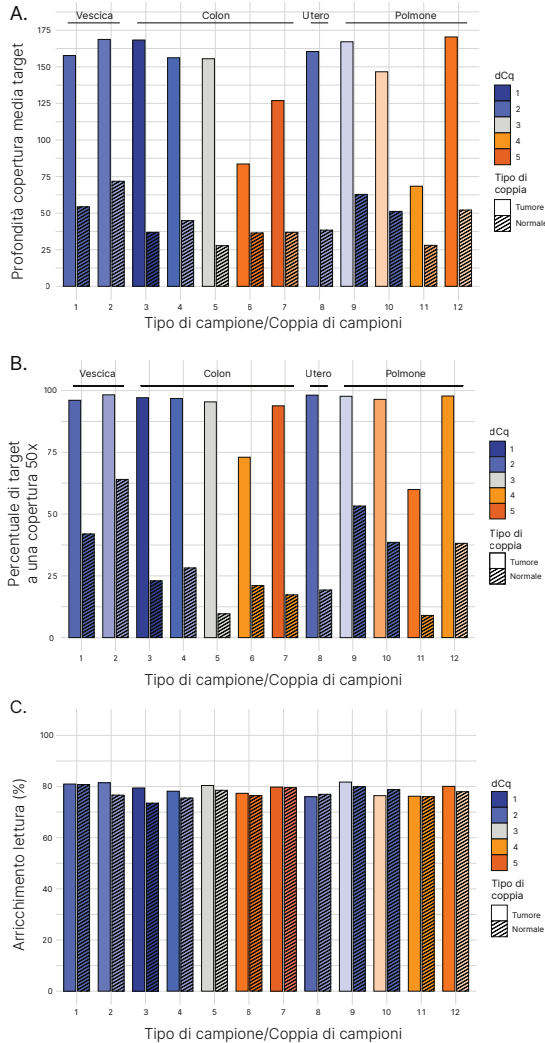 A.
Vescica
Colon
Utero
Polmone
Profondità copertura media target
175
150
125
100
75
50
25
0
1 2 3 4 5 6 7 8 9 10 11 12
Tipo di campione/Coppia di campioni
dCq
1
2
3
4
5
Tipo di
coppia
Tumore
Normale
B.
Vescica
Colon
Utero
Polmone
Percentuale di target
a una copertura 50x
100
75
50
25
0
1 2 3 4 5 6 7 8 9 10 11 12
Tipo di campione/Coppia di campioni
dCq
1
2
3
4
5
Tipo di
coppia
Tumore
Normale
C.
Arricchimento lettura (%)
100
80
60
40
20
0
1 2 3 4 5 6 7 8 9 10 11 12
Tipo di campione/Coppia di campioni
dCq
1
2
3
4
5
Tipo di
coppia
Tumore
Normale